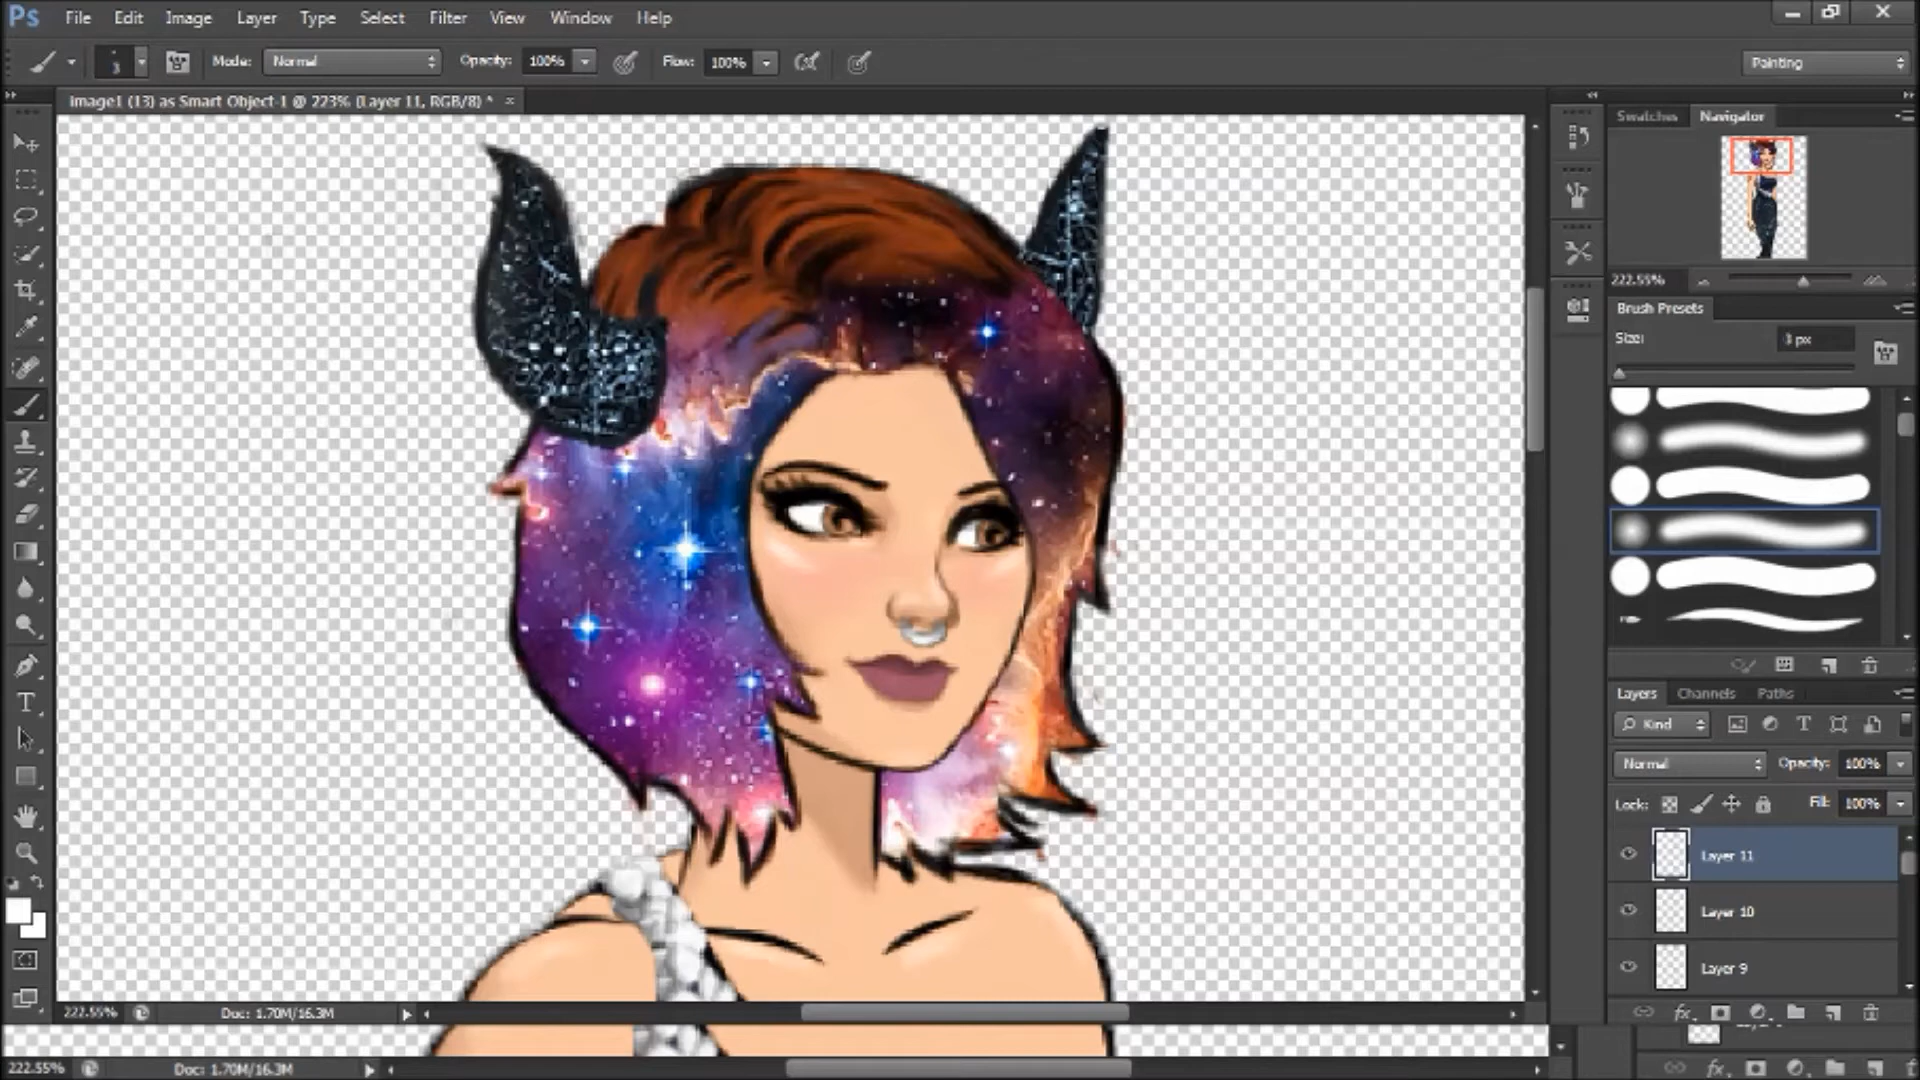 Ps File Edit Image Layer Type Select Filter View Window Help
3 Mode: Normal Opacity: 100% Flow: 100% Painting
image1 (13) as Smart Object-1 @ 223% (Layer 11, RGB/8) *
Swatches Navigator
222.55%
Brush Presets
Size: 3 px
Layers Channels Paths
Kind
Normal Opacity: 100%
Lock: Fill: 100%
Layer 11
Layer 10
Layer 9
222.55% Doc: 1.70M/16.3M
222.55% Doc: 1.70M/16.3M